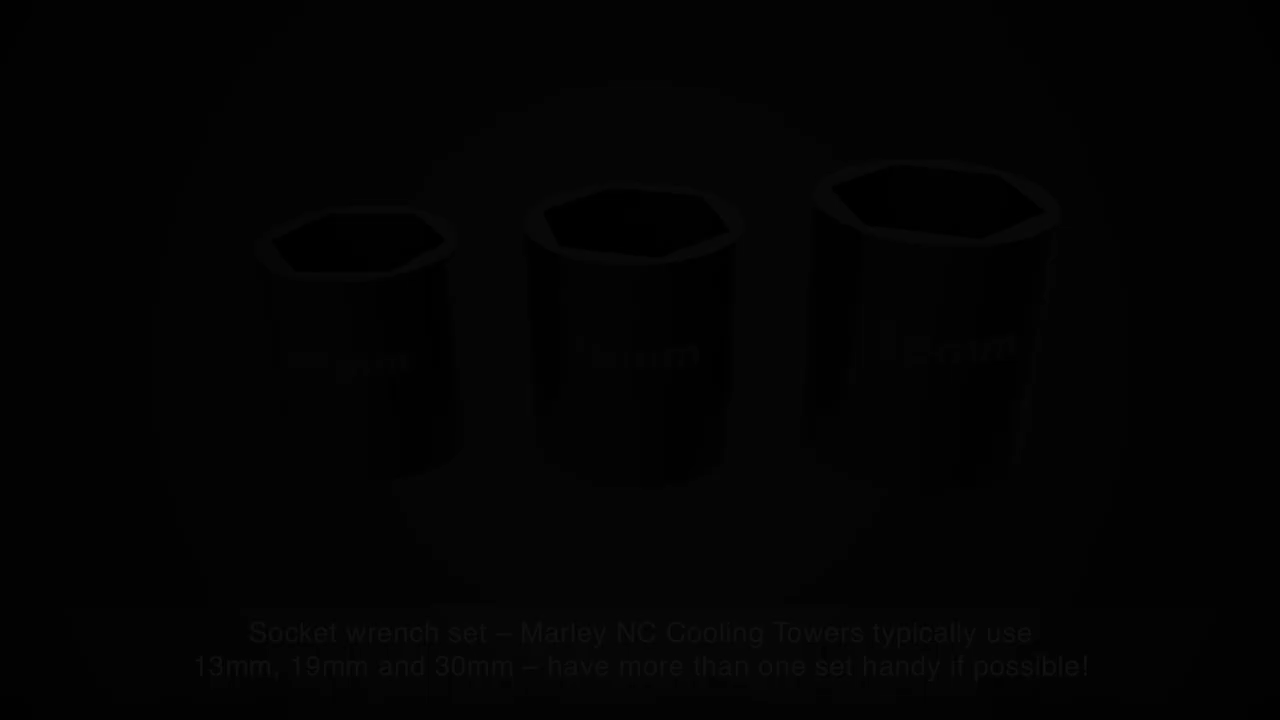 Socket wrench set – Marley NC Cooling Towers typically use
13mm, 19mm and 30mm – have more than one set handy if possible!